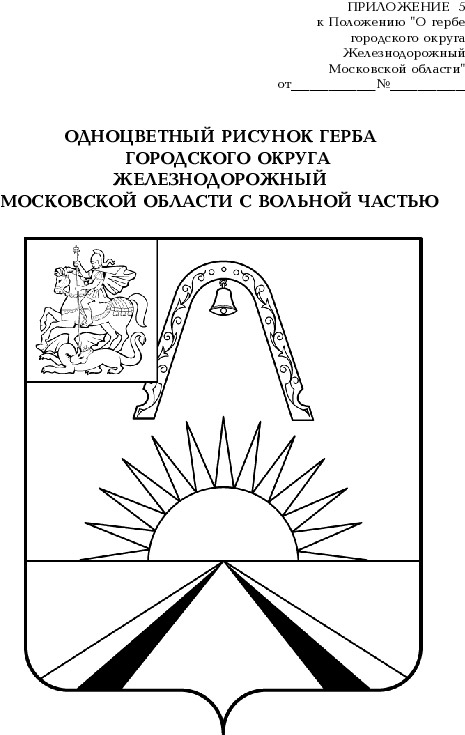 ПРИЛОЖЕНИЕ 5
к Положению "О гербе
городского округа
Железнодорожный
Московской области"
от____________№___________
ОДНОЦВЕТНЫЙ РИСУНОК ГЕРБА
ГОРОДСКОГО ОКРУГА
ЖЕЛЕЗНОДОРОЖНЫЙ
МОСКОВСКОЙ ОБЛАСТИ С ВОЛЬНОЙ ЧАСТЬЮ